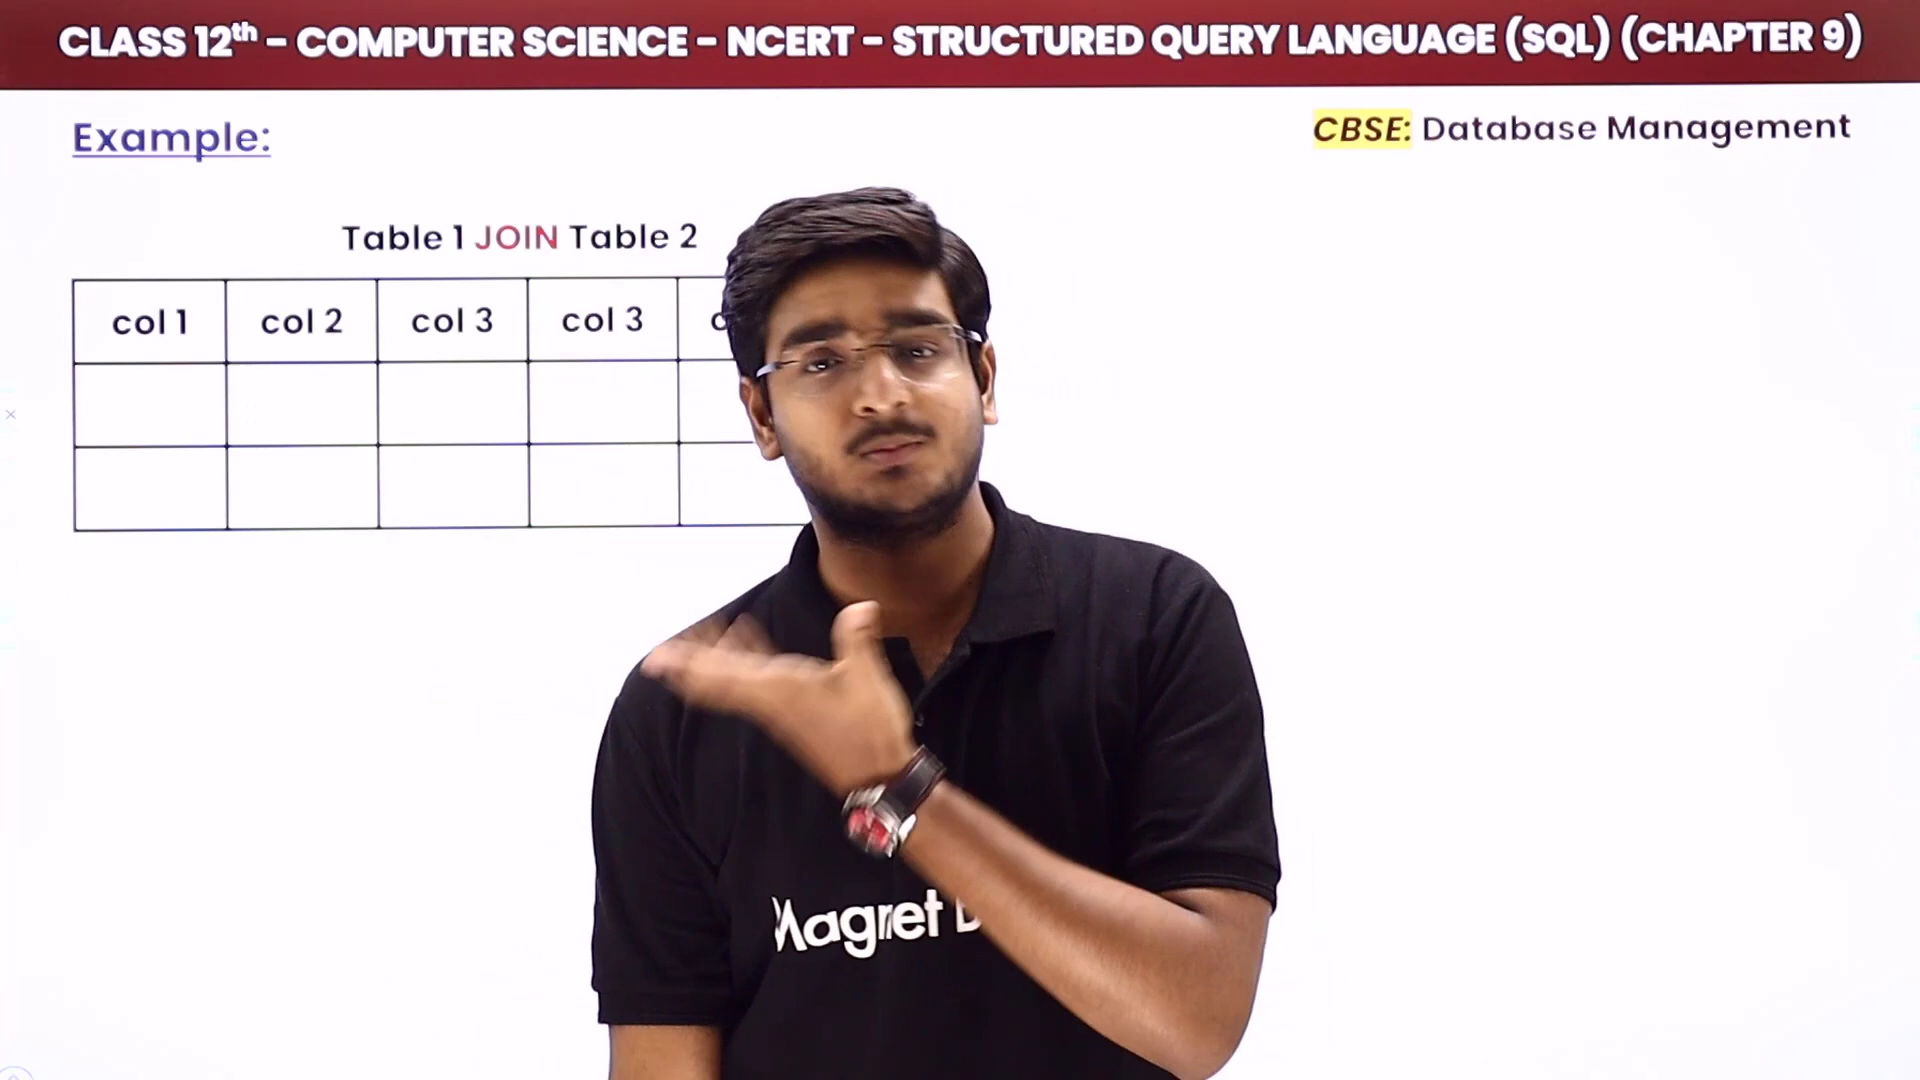 CLASS 12th - COMPUTER SCIENCE - NCERT - STRUCTURED QUERY LANGUAGE (SQL) (CHAPTER 9)
Example:
CBSE: Database Management
Table 1 JOIN Table 2
col 1 col 2 col 3 col 3
Magnet